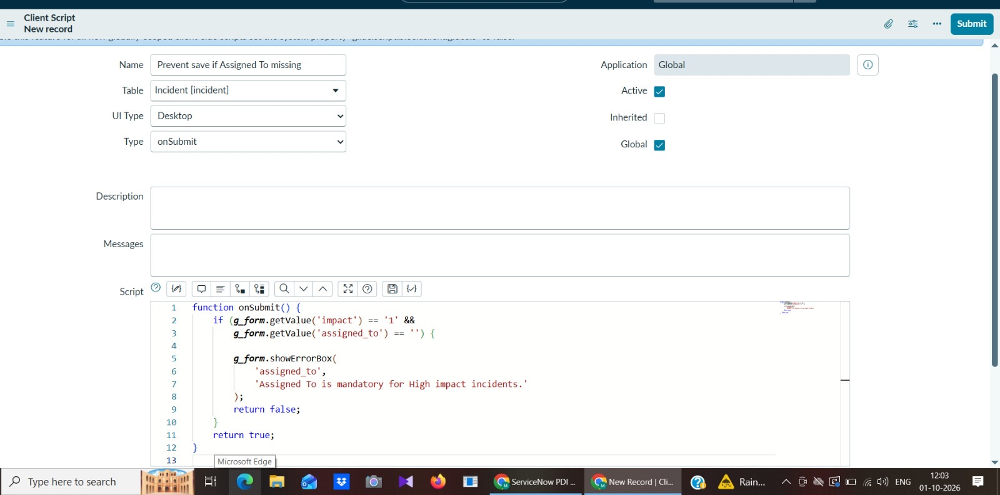 Client Script
New record
Submit
Name Prevent save if Assigned To missing
Application Global
Table Incident [incident]
Active
UI Type Desktop
Inherited
Type onSubmit
Global
Description
Messages
Script
1 function onSubmit() {
2 if (g_form.getValue('impact') == '1' &&
3 g_form.getValue('assigned_to') == '') {
4
5 g_form.showErrorBox(
6 'assigned_to',
7 'Assigned To is mandatory for High impact incidents.'
8 );
9 return false;
10 }
11 return true;
12 }
13
Microsoft Edge
Type here to search
ServiceNow PDI ...
New Record | Cli...
Rain...
ENG
12:03
01-10-2026